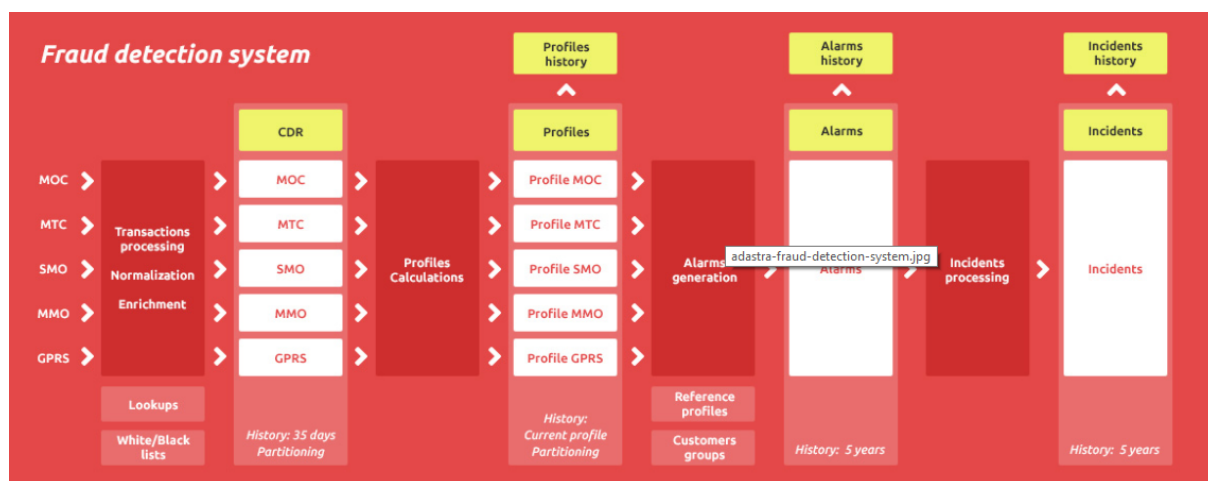 Fraud detection system
Profiles
history
Alarms
history
Incidents
history
CDR
Profiles
Alarms
Incidents
MOC
MTC
SMO
MMO
GPRS
Transactions
processing
Normalization
Enrichment
MOC
MTC
SMO
MMO
GPRS
Profiles
Calculations
Profile MOC
Profile MTC
Profile SMO
Profile MMO
Profile GPRS
Alarms
generation
adastra-fraud-detection-system.jpg
Alarms
Incidents
processing
Incidents
Lookups
White/Black
lists
History: 35 days
Partitioning
History:
Current profile
Partitioning
Reference
profiles
Customers
groups
History: 5 years
History: 5 years